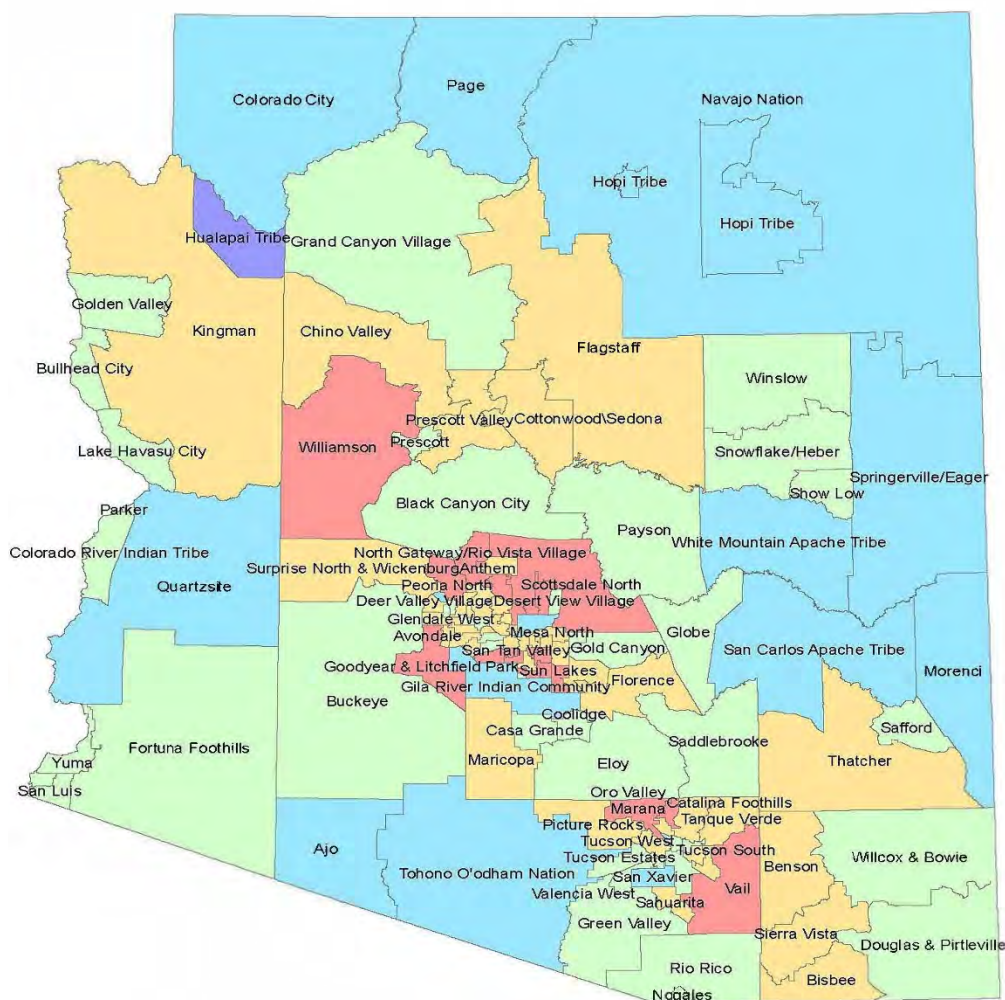 Colorado City
Page
Navajo Nation
Hopi Tribe
Hopi Tribe
Hualapai Tribe
Grand Canyon Village
Golden Valley
Kingman
Chino Valley
Flagstaff
Bullhead City
Winslow
Prescott Valley
Cottonwood\Sedona
Prescott
Williamson
Lake Havasu City
Snowflake/Heber
Springerville/Eager
Show Low
Black Canyon City
Parker
Payson
White Mountain Apache Tribe
Colorado River Indian Tribe
North Gateway/Rio Vista Village
Surprise North & Wickenburg
Anthem
Quartzsite
Peoria North
Scottsdale North
Deer Valley Village
Desert View Village
Glendale West
Avondale
Mesa North
Globe
San Tan Valley
Gold Canyon
San Carlos Apache Tribe
Goodyear & Litchfield Park
Sun Lakes
Morenci
Florence
Gila River Indian Community
Buckeye
Coolidge
Casa Grande
Safford
Saddlebrooke
Fortuna Foothills
Maricopa
Eloy
Thatcher
Yuma
San Luis
Oro Valley
Catalina Foothills
Marana
Tanque Verde
Picture Rocks
Tucson West
Ajo
Tucson Estates
Tucson South
Willcox & Bowie
Benson
Tohono O'odham Nation
San Xavier
Vail
Valencia West
Sahuarita
Green Valley
Sierra Vista
Douglas & Pirtleville
Rio Rico
Bisbee
Nogales